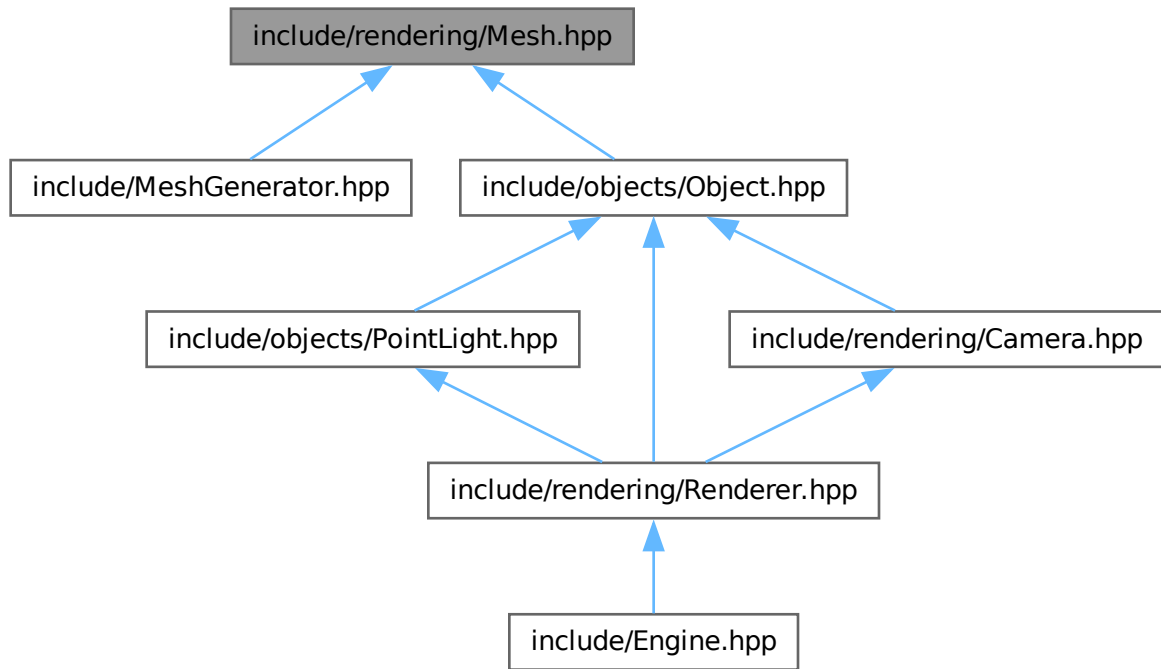 include/rendering/Mesh.hpp
include/MeshGenerator.hpp
include/objects/Object.hpp
include/objects/PointLight.hpp
include/rendering/Camera.hpp
include/rendering/Renderer.hpp
include/Engine.hpp